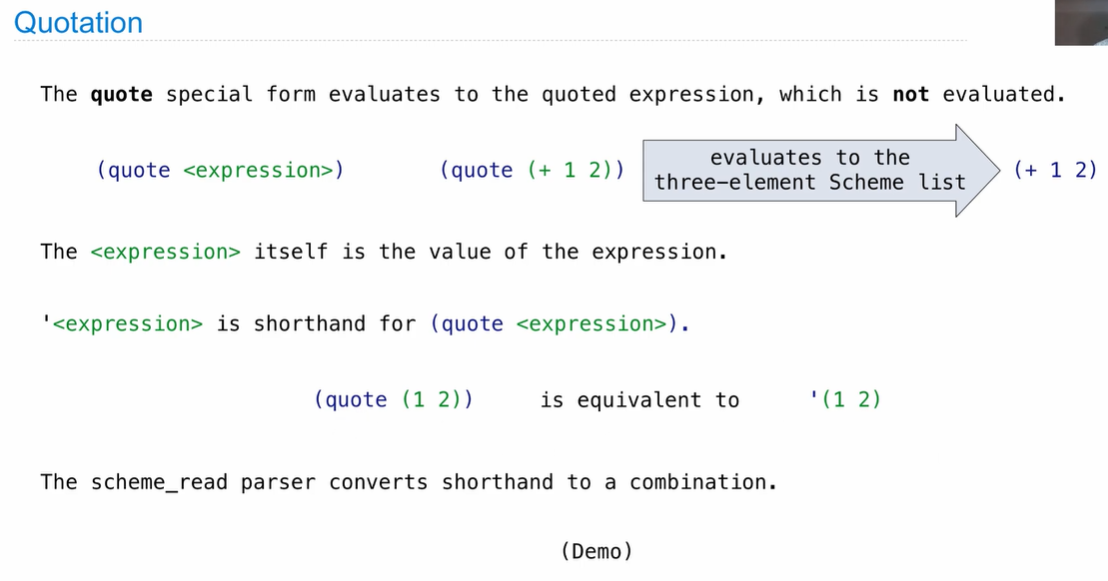 Quotation
The quote special form evaluates to the quoted expression, which is not evaluated.
(quote <expression>) (quote (+ 1 2)) evaluates to the three-element Scheme list (+ 1 2)
The <expression> itself is the value of the expression.
'<expression> is shorthand for (quote <expression>).
(quote (1 2)) is equivalent to '(1 2)
The scheme_read parser converts shorthand to a combination.
(Demo)